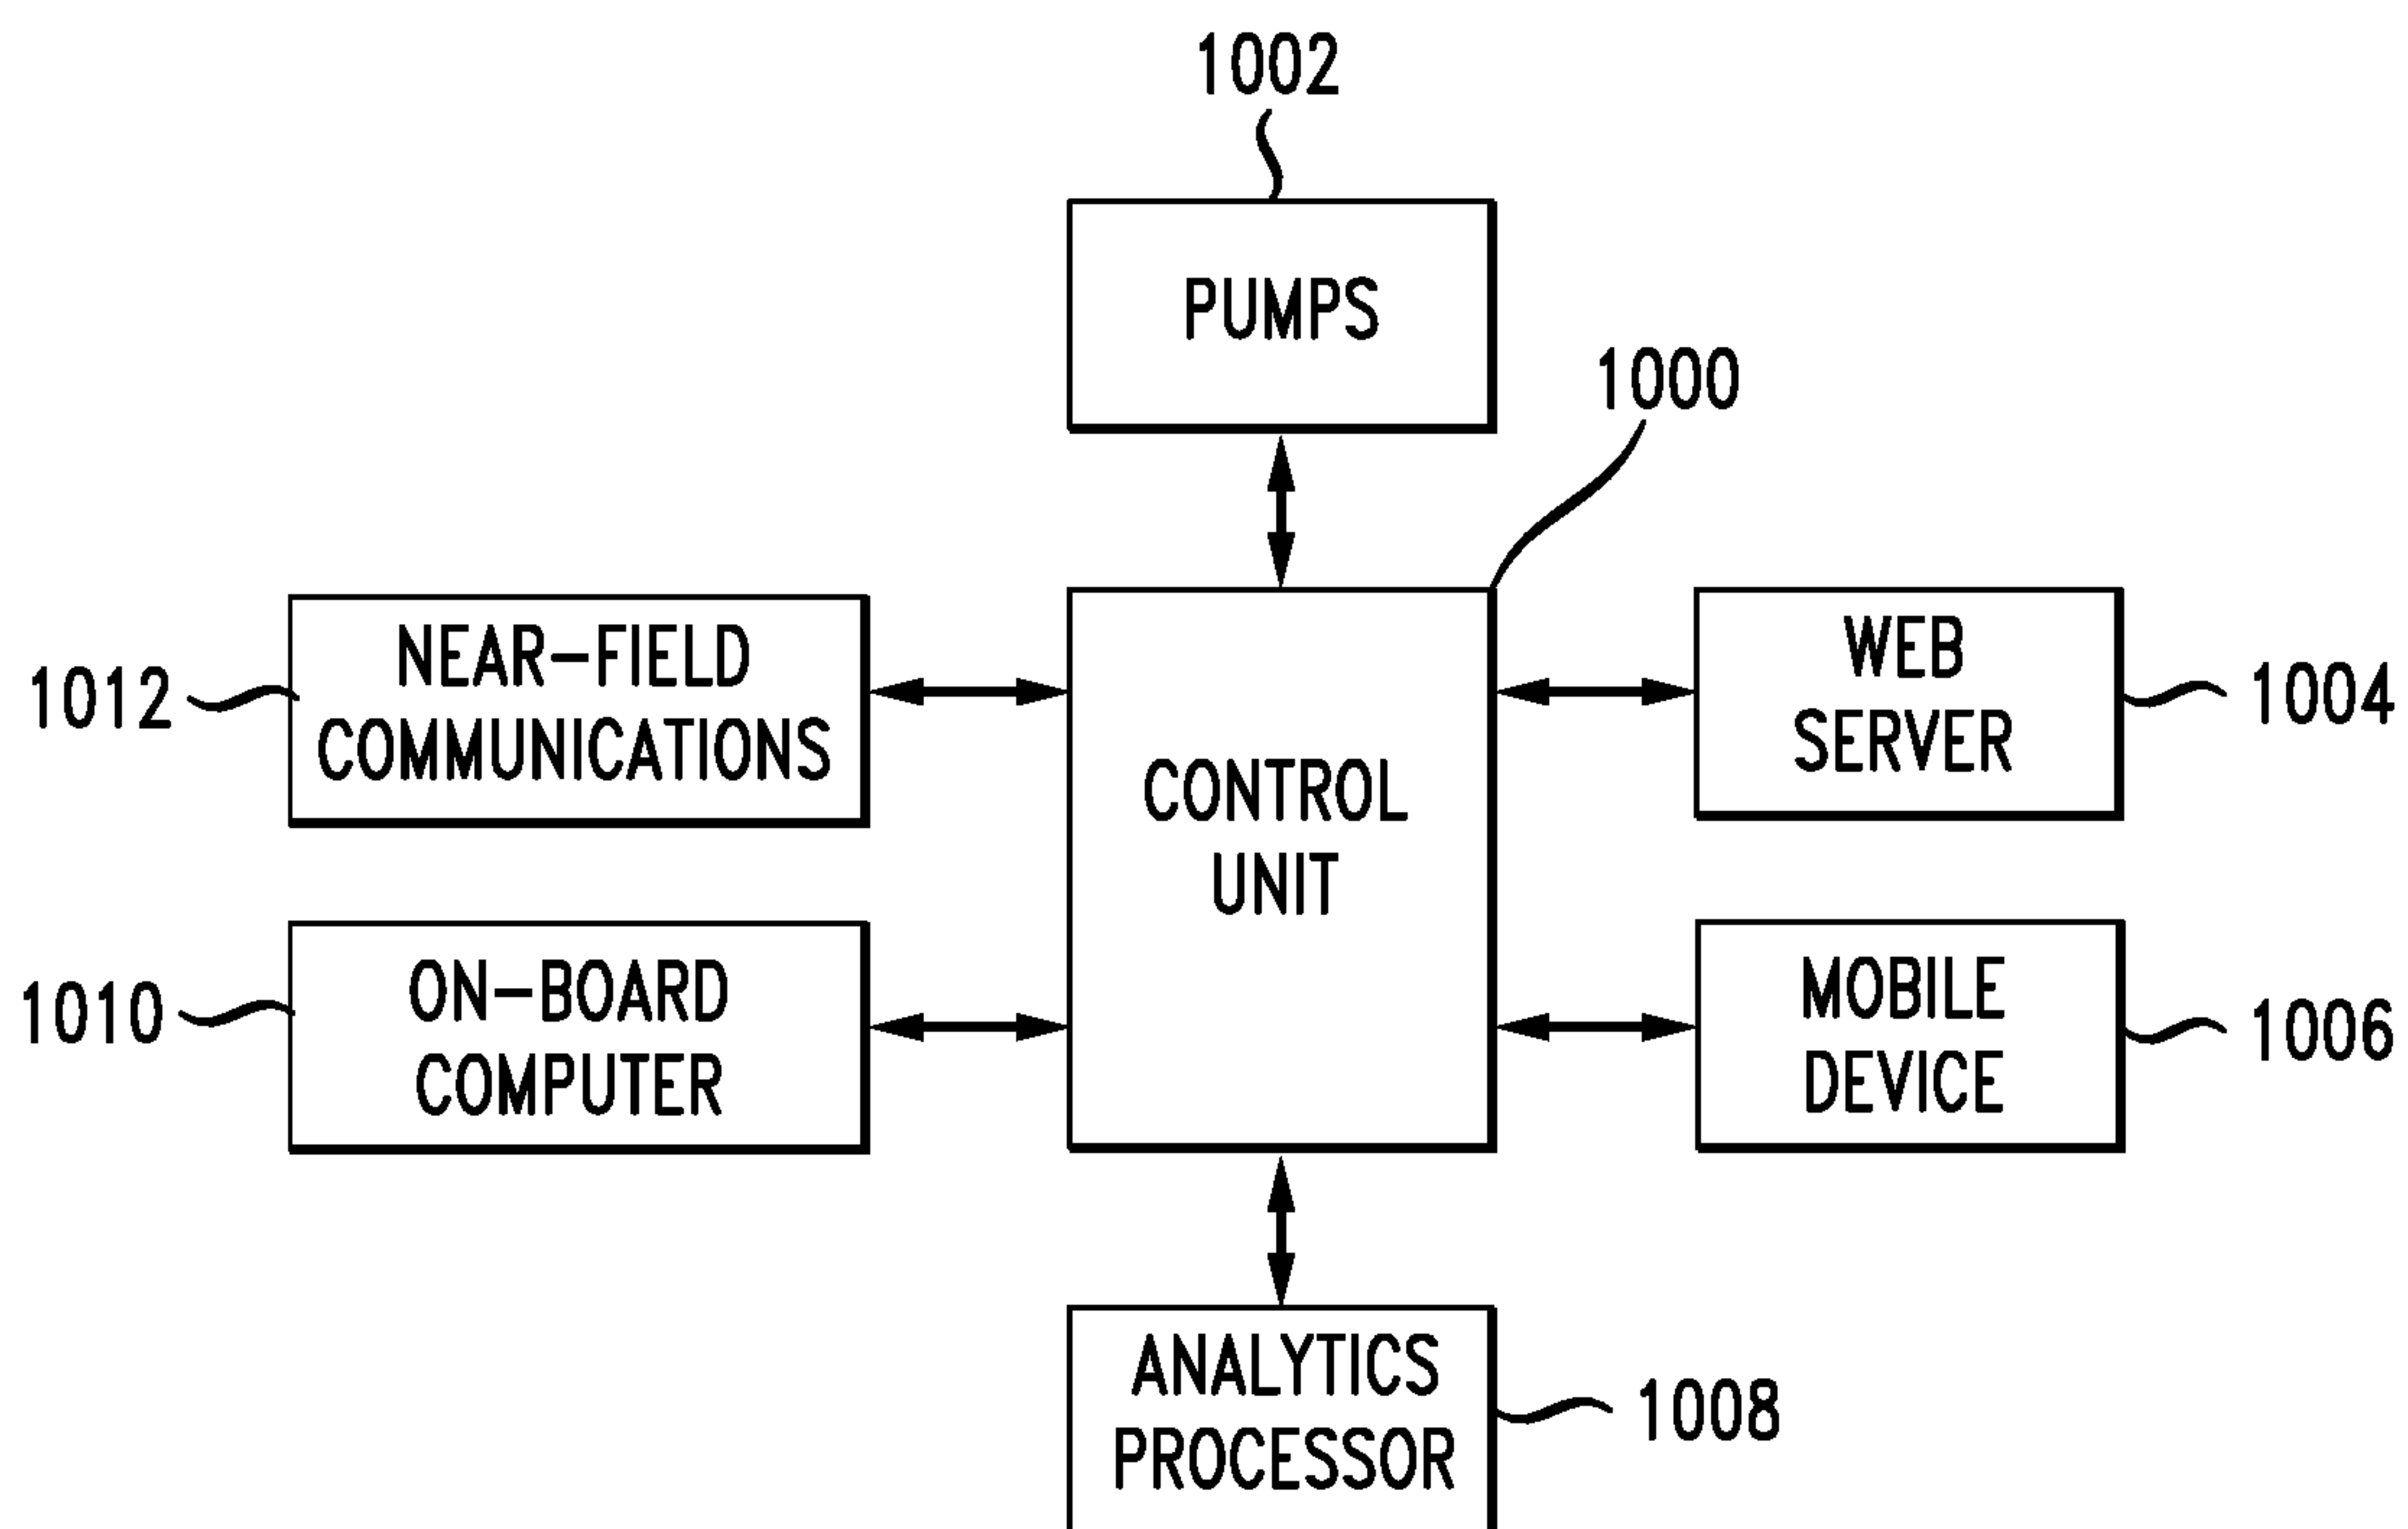 1002
PUMPS
1000
NEAR-FIELD
COMMUNICATIONS
1012
CONTROL
UNIT
WEB
SERVER
1004
ON-BOARD
COMPUTER
1010
MOBILE
DEVICE
1006
ANALYTICS
PROCESSOR
1008